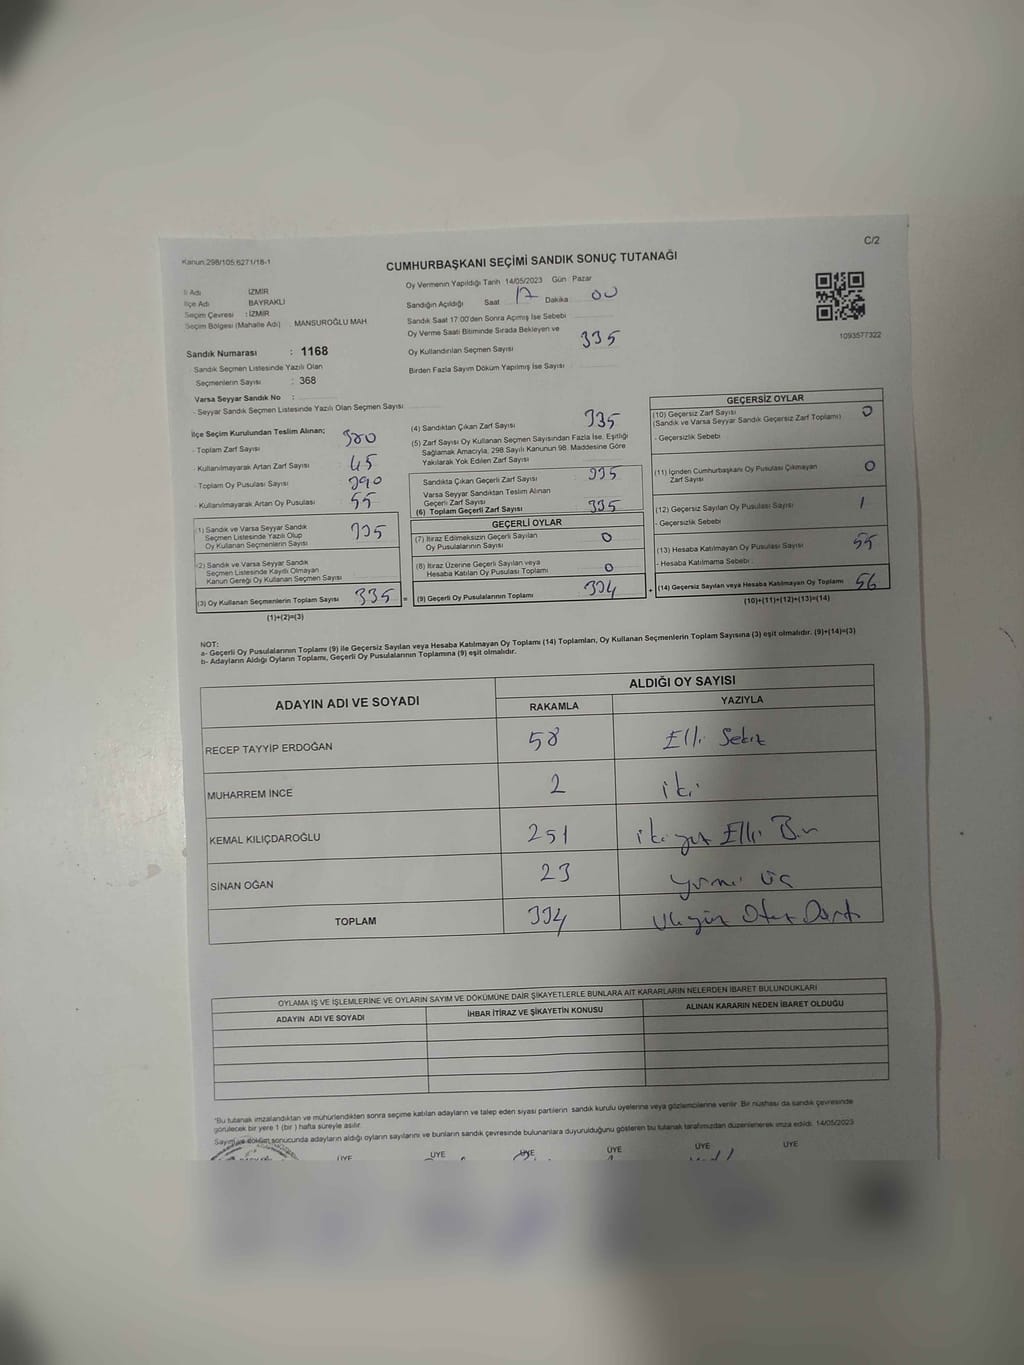 C/2
Kanun:298/105:6271/18-1
CUMHURBAŞKANI SEÇİMİ SANDIK SONUÇ TUTANAĞI
İl Adı İZMİR
İlçe Adı BAYRAKLI
Seçim Çevresi : İZMİR
Seçim Bölgesi (Mahalle Adı) : MANSUROĞLU MAH
Sandık Numarası : 1168
Sandık Seçmen Listesinde Yazılı Olan
Seçmenlerin Sayısı : 368
Varsa Seyyar Sandık No :
- Seyyar Sandık Seçmen Listesinde Yazılı Olan Seçmen Sayısı
Oy Vermenin Yapıldığı Tarih 14/05/2023 Gün : Pazar
Sandığın Açıldığı Saat 17 Dakika 00
Sandık Saat 17:00'den Sonra Açılmış İse Sebebi
Oy Verme Saati Bitiminde Sırada Bekleyen ve
Oy Kullandırılan Seçmen Sayısı 335
Birden Fazla Sayım Döküm Yapılmış İse Sayısı
1093577322
İlçe Seçim Kurulundan Teslim Alınan;
- Toplam Zarf Sayısı 380
- Kullanılmayarak Artan Zarf Sayısı 45
- Toplam Oy Pusulası Sayısı 390
- Kullanılmayarak Artan Oy Pusulası 55
(1) Sandık ve Varsa Seyyar Sandık
Seçmen Listesinde Yazılı Olup
Oy Kullanan Seçmenlerin Sayısı 335
(2) Sandık ve Varsa Seyyar Sandık
Seçmen Listesinde Kayıtlı Olmayan
Kanun Gereği Oy Kullanan Seçmen Sayısı
(3) Oy Kullanan Seçmenlerin Toplam Sayısı 335
(1)+(2)=(3)
(4) Sandıktan Çıkan Zarf Sayısı 335
(5) Zarf Sayısı Oy Kullanan Seçmen Sayısından Fazla İse, Eşitliği
Sağlamak Amacıyla, 298 Sayılı Kanunun 98. Maddesine Göre
Yakılarak Yok Edilen Zarf Sayısı
Sandıkta Çıkan Geçerli Zarf Sayısı 335
Varsa Seyyar Sandıktan Teslim Alınan
Geçerli Zarf Sayısı
(6) Toplam Geçerli Zarf Sayısı 335
GEÇERLİ OYLAR
(7) İtiraz Edilmeksizin Geçerli Sayılan
Oy Pusulalarının Sayısı 0
(8) İtiraz Üzerine Geçerli Sayılan veya
Hesaba Katılan Oy Pusulası Toplamı 0
= (9) Geçerli Oy Pusulalarının Toplamı 334 +
GEÇERSİZ OYLAR
(10) Geçersiz Zarf Sayısı 0
(Sandık ve Varsa Seyyar Sandık Geçersiz Zarf Toplamı)
- Geçersizlik Sebebi
(11) İçinden Cumhurbaşkanı Oy Pusulası Çıkmayan
Zarf Sayısı 0
(12) Geçersiz Sayılan Oy Pusulası Sayısı 1
- Geçersizlik Sebebi
(13) Hesaba Katılmayan Oy Pusulası Sayısı 55
- Hesaba Katılmama Sebebi
(14) Geçersiz Sayılan veya Hesaba Katılmayan Oy Toplamı 56
(10)+(11)+(12)+(13)=(14)
NOT:
a- Geçerli Oy Pusulalarının Toplamı (9) ile Geçersiz Sayılan veya Hesaba Katılmayan Oy Toplamı (14) Toplamları, Oy Kullanan Seçmenlerin Toplam Sayısına (3) eşit olmalıdır. (9)+(14)=(3)
b- Adayların Aldığı Oyların Toplamı, Geçerli Oy Pusulalarının Toplamına (9) eşit olmalıdır.
ADAYIN ADI VE SOYADI ALDIĞI OY SAYISI
RAKAMLA YAZIYLA
RECEP TAYYİP ERDOĞAN 58 Elli Sekiz
MUHARREM İNCE 2 iki
KEMAL KILIÇDAROĞLU 251 iki yüz Elli Bir
SİNAN OĞAN 23 yirmi üç
TOPLAM 334 üçyüz Otuz Dört
OYLAMA İŞ VE İŞLEMLERİNE VE OYLARIN SAYIM VE DÖKÜMÜNE DAİR ŞİKAYETLERLE BUNLARA AİT KARARLARIN NELERDEN İBARET BULUNDUKLARI
ADAYIN ADI VE SOYADI İHBAR İTİRAZ VE ŞİKAYETİN KONUSU ALINAN KARARIN NEDEN İBARET OLDUĞU
*Bu tutanak imzalandıktan ve mühürlendikten sonra seçime katılan adayların ve talep eden siyasi partilerin sandık kurulu üyelerine veya gözlemcilerine verilir. Bir nüshası da sandık çevresinde
görülecek bir yere 1 (bir) hafta süreyle asılır.
Sayım ve döküm sonucunda adayların aldığı oyların sayılarını ve bunların sandık çevresinde bulunanlara duyurulduğunu gösteren bu tutanak tarafımızdan düzenlenerek imza edildi. 14/05/2023
ÜYE ÜYE ÜYE ÜYE ÜYE ÜYE